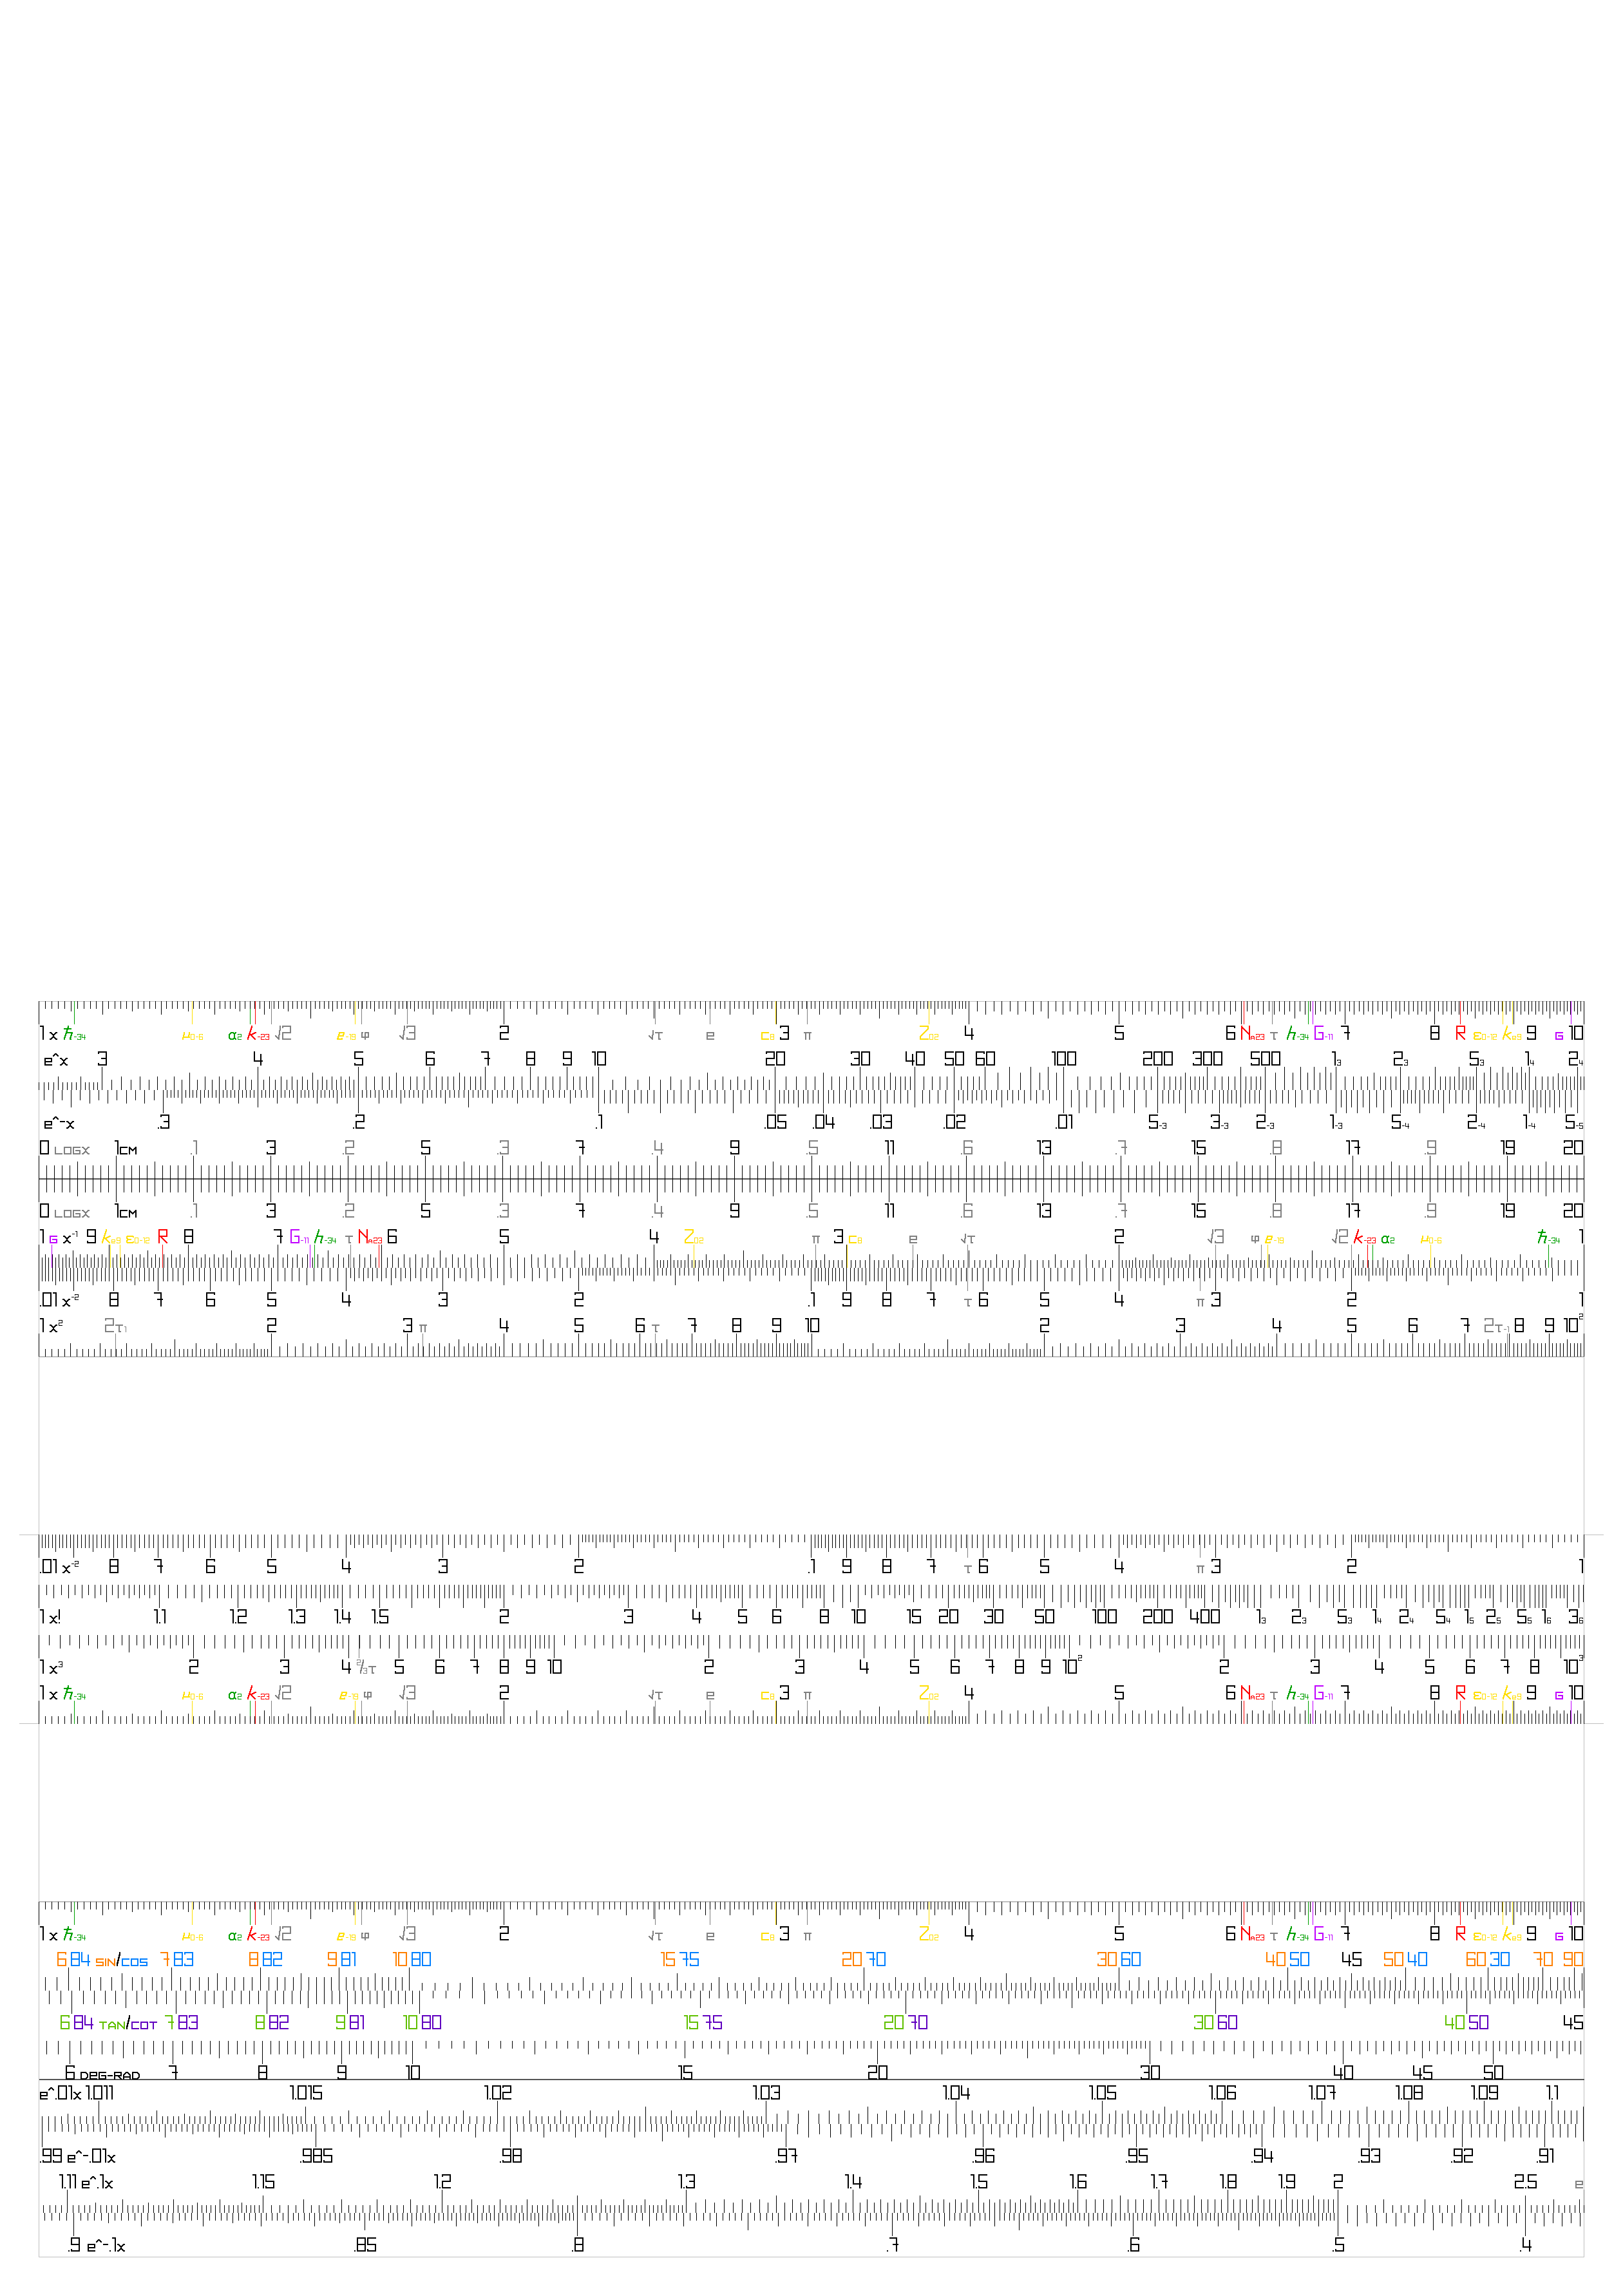 1 x ħ-34 μ0-6 α2 k-23 √2 e-19 φ √3 2 √τ e c8 3 π Z02 4 5 6 NA23 τ h-34 G-11 7 8 R ε0-12 ke9 9 G 10
e^x 3 4 5 6 7 8 9 10 20 30 40 50 60 100 200 300 500 1₃ 2₃ 5₃ 1₄ 2₄
e^-x .3 .2 .1 .05 .04 .03 .02 .01 5-3 3-3 2-3 1-3 5-4 2-4 1-4 5-5
0 LOGX 1CM .1 3 .2 5 .3 7 .4 9 .5 11 .6 13 .7 15 .8 17 .9 19 20
0 LOGX 1CM .1 3 .2 5 .3 7 .4 9 .5 11 .6 13 .7 15 .8 17 .9 19 20
1 G x⁻¹ 9 ke9 ε0-12 R 8 7 G-11 h-34 τ NA23 6 5 4 Z02 π 3 c8 e √τ 2 √3 φ e-19 √2 k-23 α2 μ0-6 ħ-34 1
.01 x⁻² 8 7 6 5 4 3 2 .1 9 8 7 τ 6 5 4 π 3 2 1
1 x² 2τ1 2 3 π 4 5 6 τ 7 8 9 10 2 3 4 5 6 7 2τ-1 8 9 10²
.01 x⁻² 8 7 6 5 4 3 2 .1 9 8 7 τ 6 5 4 π 3 2 1
1 x! 1.1 1.2 1.3 1.4 1.5 2 3 4 5 6 8 10 15 20 30 50 100 200 400 1₃ 2₃ 5₃ 1₄ 2₄ 5₄ 1₅ 2₅ 5₅ 1₆ 3₆
1 x³ 2 3 4 ²/₃τ 5 6 7 8 9 10 2 3 4 5 6 7 8 9 10² 2 3 4 5 6 7 8 10³
1 x ħ-34 μ0-6 α2 k-23 √2 e-19 φ √3 2 √τ e c8 3 π Z02 4 5 6 NA23 τ h-34 G-11 7 8 R ε0-12 ke9 9 G 10
1 x ħ-34 μ0-6 α2 k-23 √2 e-19 φ √3 2 √τ e c8 3 π Z02 4 5 6 NA23 τ h-34 G-11 7 8 R ε0-12 ke9 9 G 10
6 84 SIN/COS 7 83 8 82 9 81 10 80 15 75 20 70 30 60 40 50 45 50 40 60 30 70 90
6 84 TAN/COT 7 83 8 82 9 81 10 80 15 75 20 70 30 60 40 50 45
6 DEG-RAD 7 8 9 10 15 20 30 40 45 50
e^.01x 1.011 1.015 1.02 1.03 1.04 1.05 1.06 1.07 1.08 1.09 1.1
.99 e^-.01x .985 .98 .97 .96 .95 .94 .93 .92 .91
1.11 e^.1x 1.15 1.2 1.3 1.4 1.5 1.6 1.7 1.8 1.9 2 2.5 e
.9 e^-.1x .85 .8 .7 .6 .5 .4